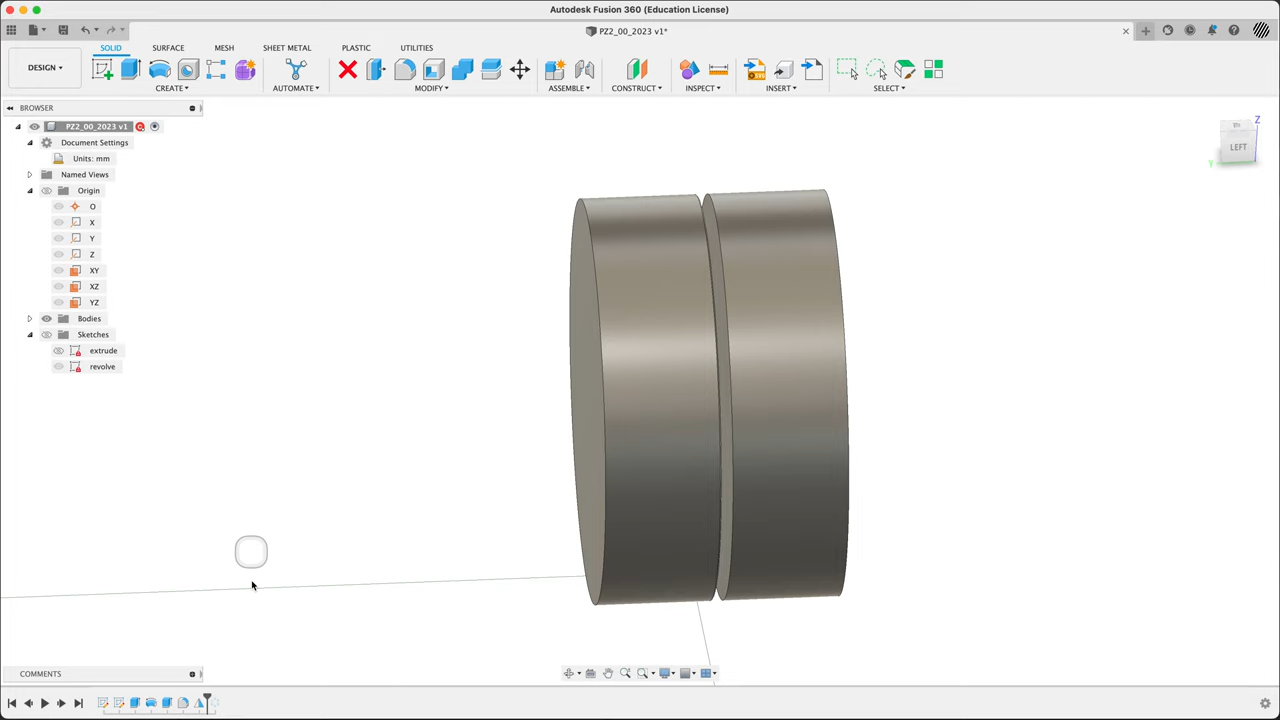 Autodesk Fusion 360 (Education License)
PZ2_00_2023 v1*
SOLID SURFACE MESH SHEET METAL PLASTIC UTILITIES
DESIGN
CREATE AUTOMATE MODIFY ASSEMBLE CONSTRUCT INSPECT INSERT SELECT
BROWSER
PZ2_00_2023 v1
Document Settings
Units: mm
Named Views
Origin
O
X
Y
Z
XY
XZ
YZ
Bodies
Sketches
extrude
revolve
Z
LEFT
Y
COMMENTS